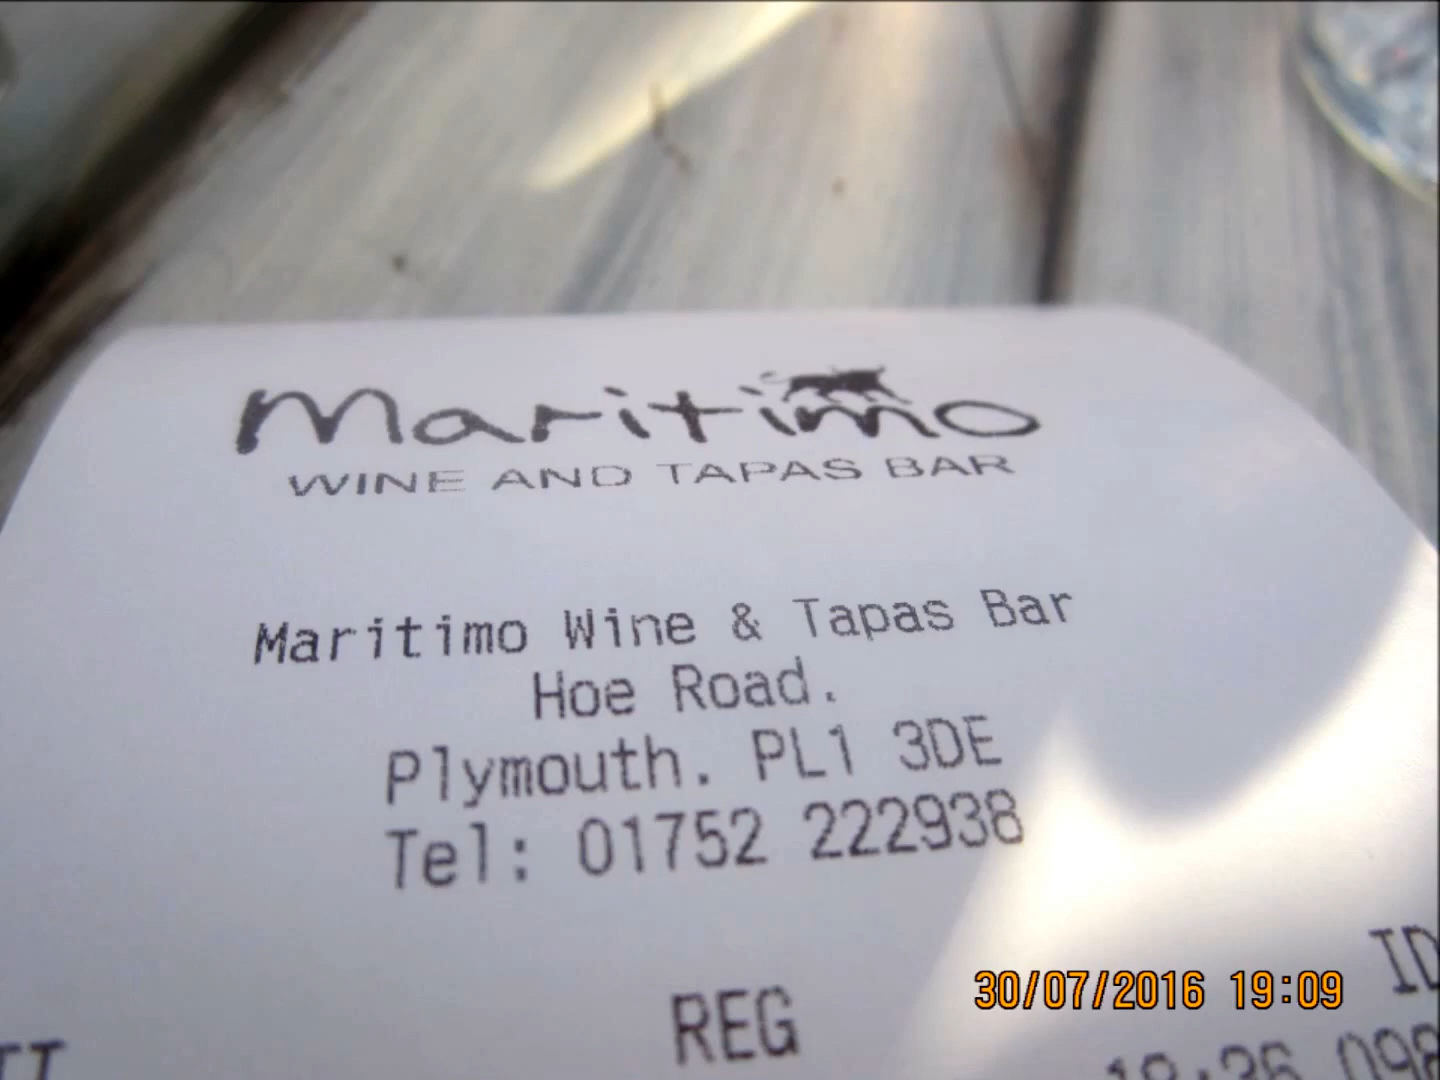 Maritimo
WINE AND TAPAS BAR
Maritimo Wine & Tapas Bar
Hoe Road.
Plymouth. PL1 3DE
Tel: 01752 222938
REG
ID
30/07/2016 19:09